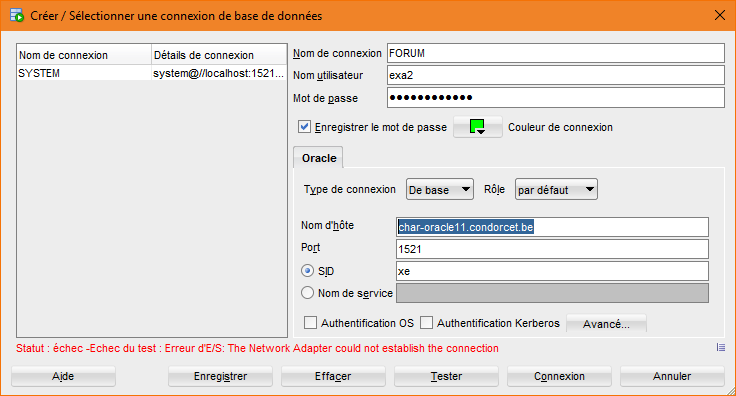 Créer / Sélectionner une connexion de base de données
Nom de connexion Détails de connexion
SYSTEM system@//localhost:1521...
Nom de connexion FORUM
Nom utilisateur exa2
Mot de passe ●●●●●●●●●●●●
Enregistrer le mot de passe Couleur de connexion
Oracle
Type de connexion De base Rôle par défaut
Nom d'hôte char-oracle11.condorcet.be
Port 1521
SID xe
Nom de service
Authentification OS Authentification Kerberos Avancé...
Statut : échec -Echec du test : Erreur d'E/S: The Network Adapter could not establish the connection
Aide Enregistrer Effacer Tester Connexion Annuler